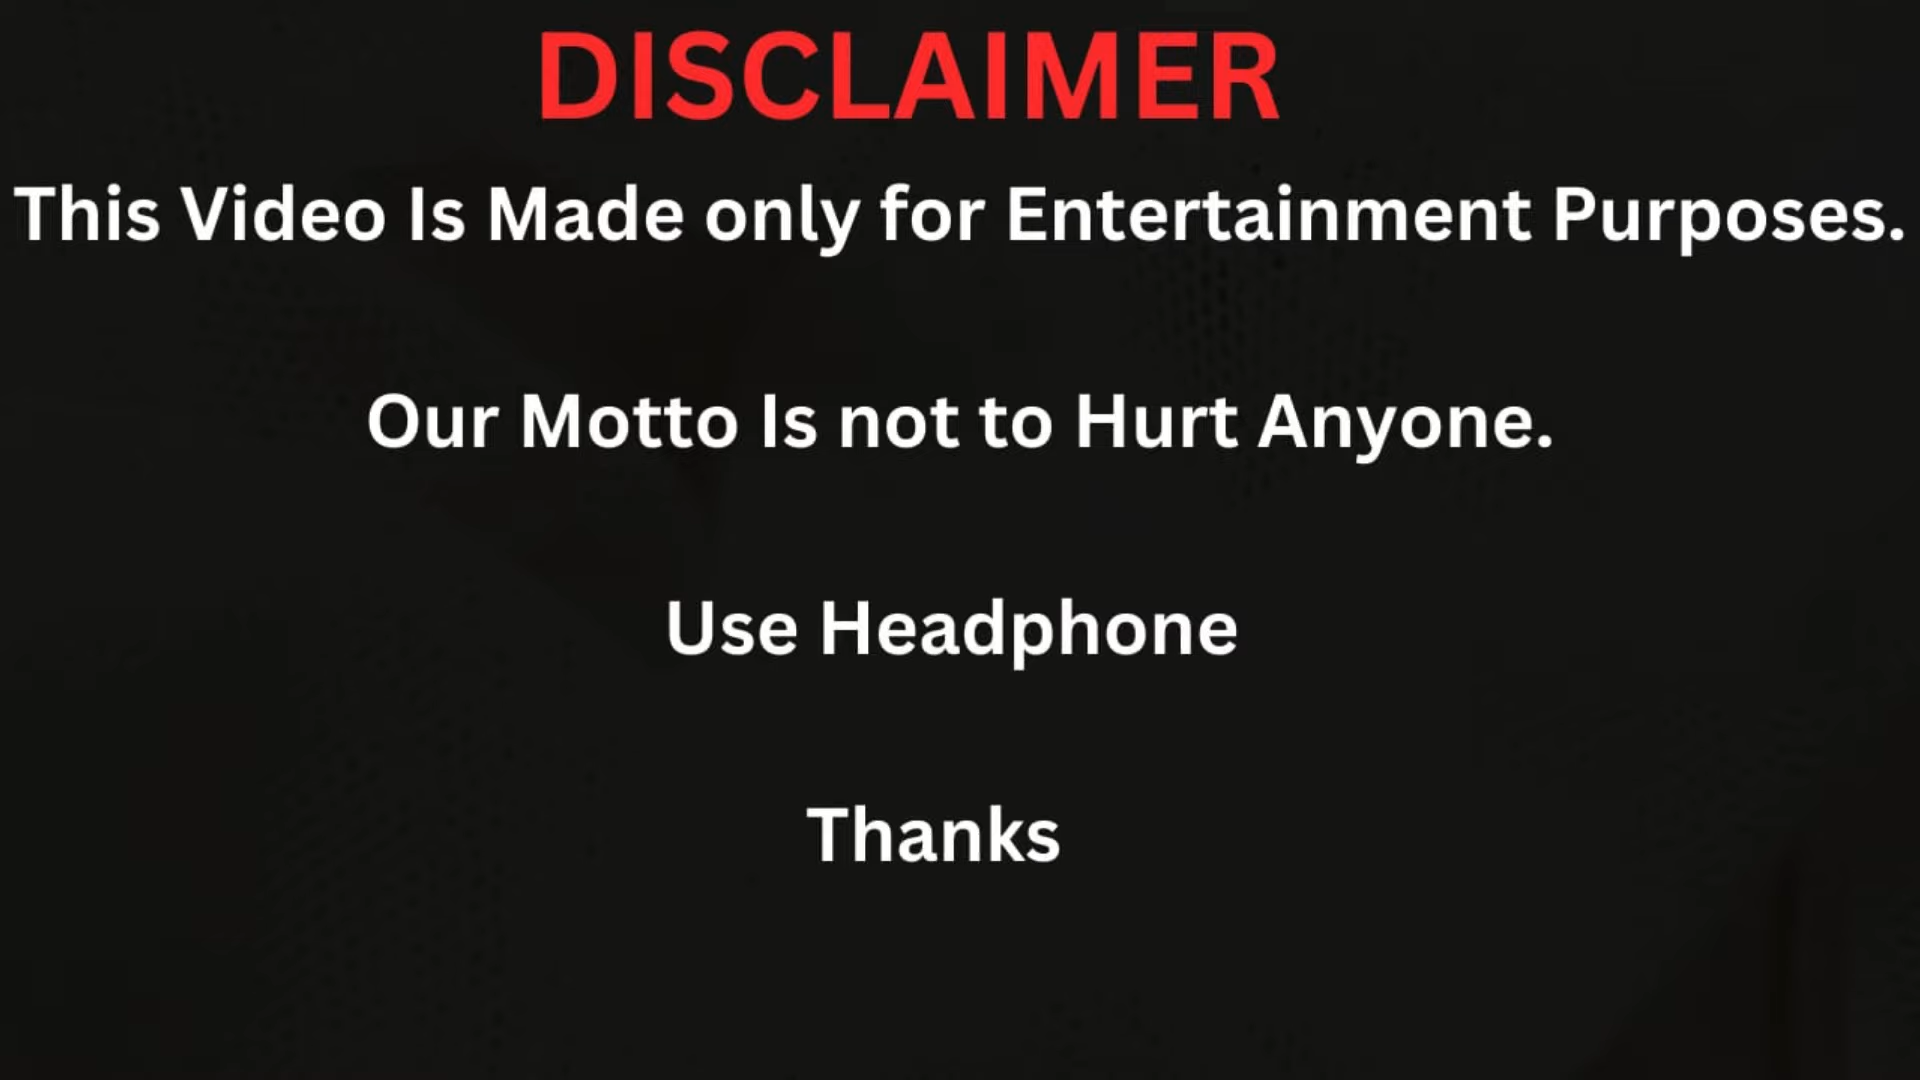 DISCLAIMER
This Video Is Made only for Entertainment Purposes.
Our Motto Is not to Hurt Anyone.
Use Headphone
Thanks